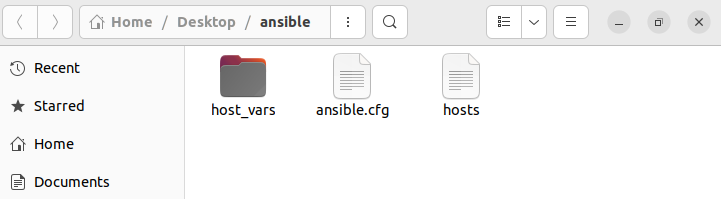 Home / Desktop / ansible
Recent
Starred
Home
Documents
host_vars
ansible.cfg
hosts